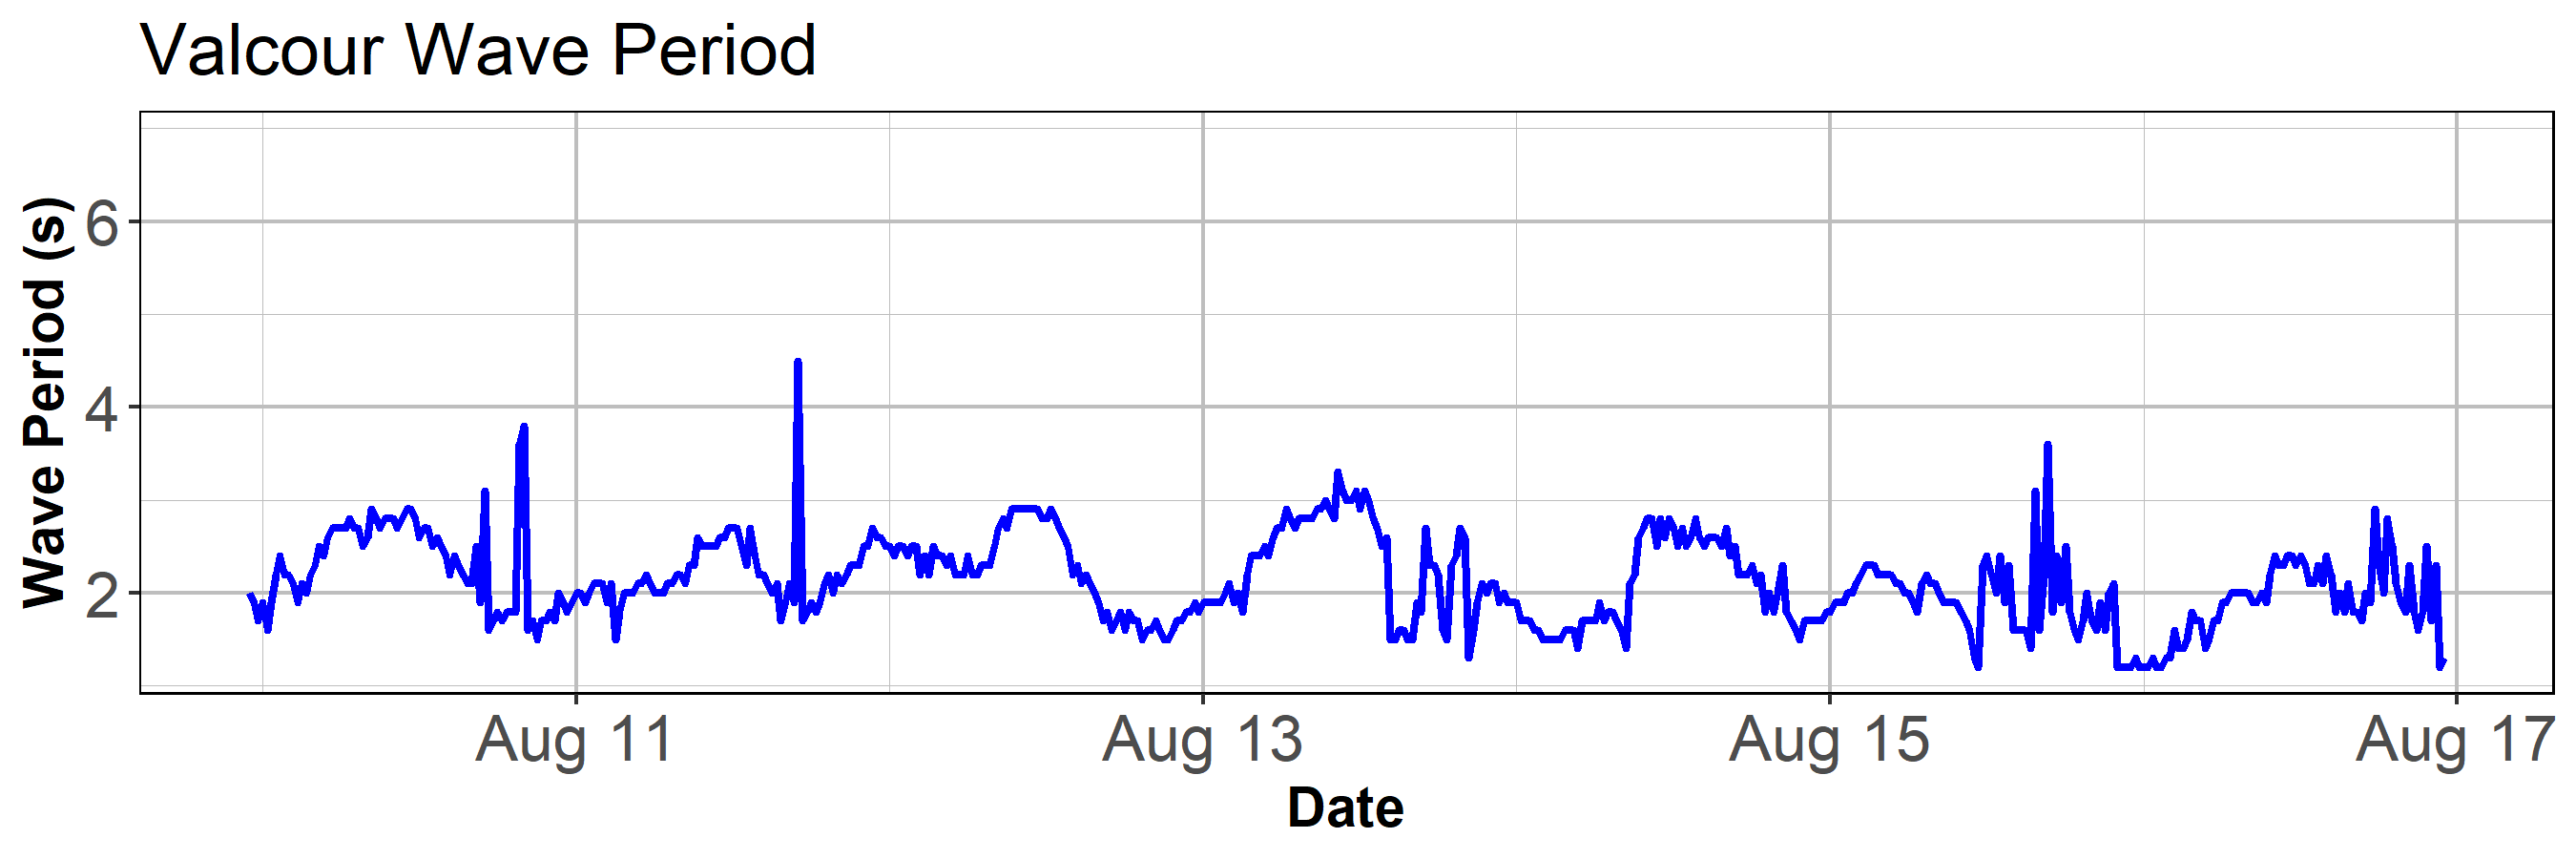 Valcour Wave Period
Wave Period (s)
6
4
2
Aug 11 Aug 13 Aug 15 Aug 17
Date